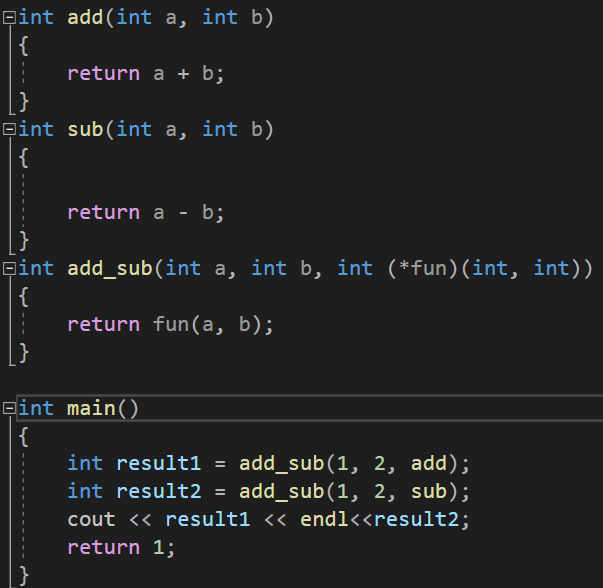 int add(int a, int b)
{
    return a + b;
}
int sub(int a, int b)
{

    return a - b;
}
int add_sub(int a, int b, int (*fun)(int, int))
{
    return fun(a, b);
}

int main()
{
    int result1 = add_sub(1, 2, add);
    int result2 = add_sub(1, 2, sub);
    cout << result1 << endl<<result2;
    return 1;
}